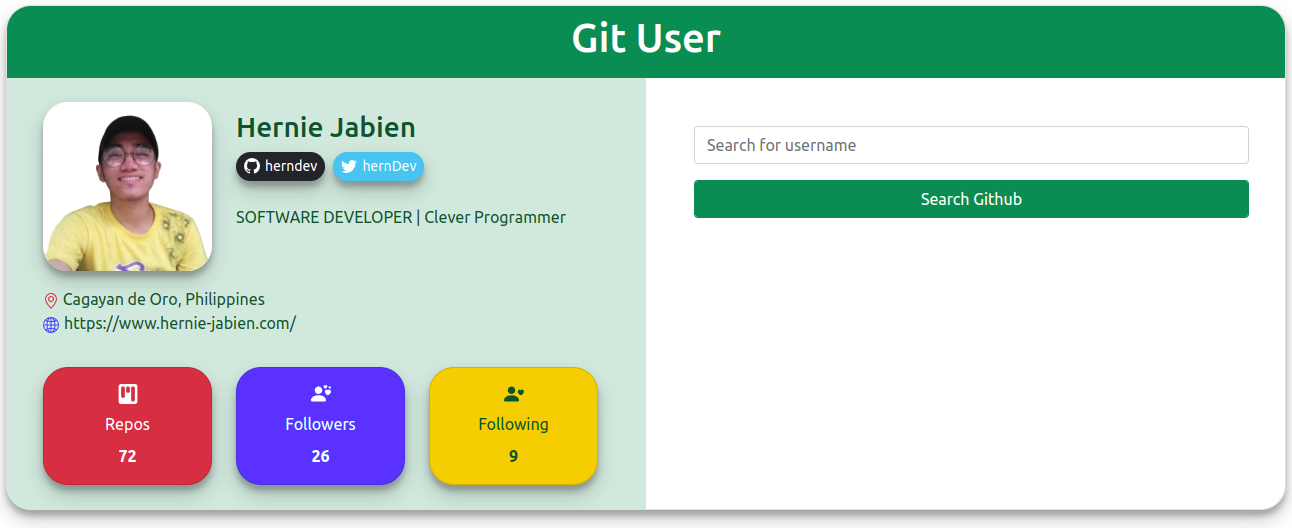 Git User
Hernie Jabien
herndev hernDev
SOFTWARE DEVELOPER | Clever Programmer
Cagayan de Oro, Philippines
https://www.hernie-jabien.com/
Repos
72
Followers
26
Following
9
Search for username
Search Github